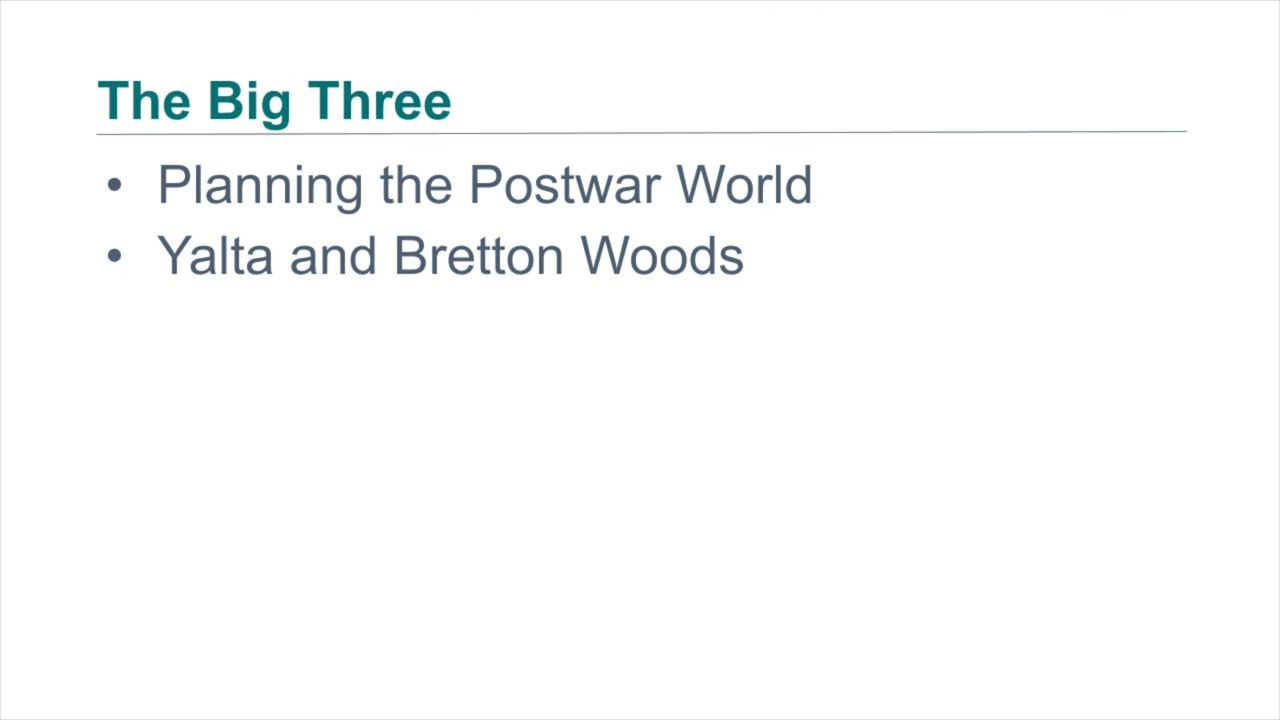 The Big Three
• Planning the Postwar World
• Yalta and Bretton Woods